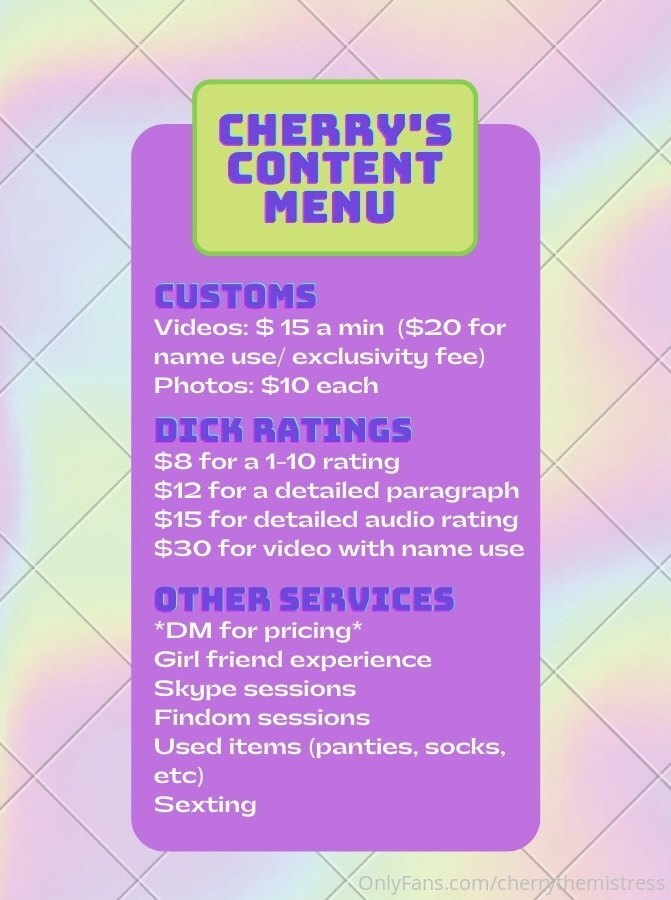 CHERRY'S
CONTENT
MENU
CUSTOMS
Videos: $ 15 a min ($20 for
name use/ exclusivity fee)
Photos: $10 each
DICK RATINGS
$8 for a 1-10 rating
$12 for a detailed paragraph
$15 for detailed audio rating
$30 for video with name use
OTHER SERVICES
*DM for pricing*
Girl friend experience
Skype sessions
Findom sessions
Used items (panties, socks,
etc)
Sexting
OnlyFans.com/cherrythemistress